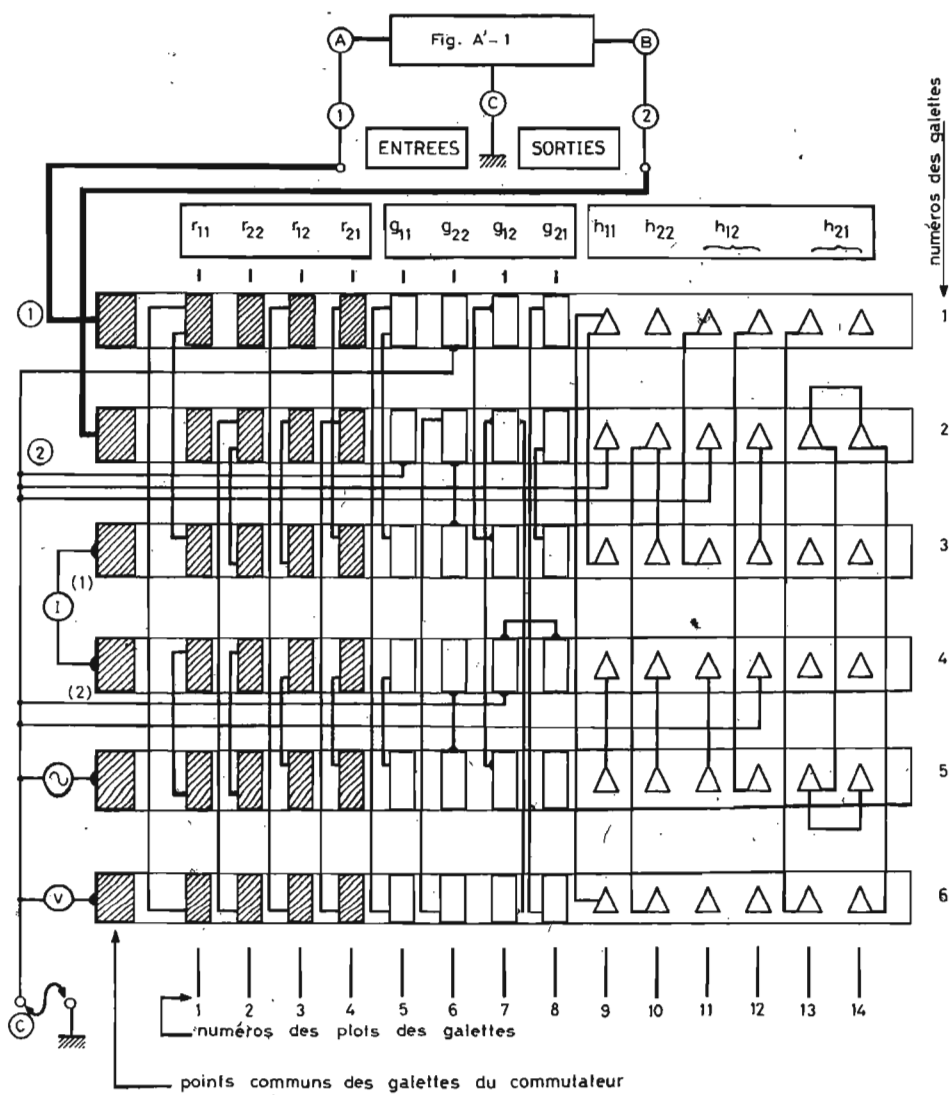 A
Fig. A'-1
B
C
1
2
ENTREES
SORTIES
numéros des galettes
r11 r22 r12 r21
g11 g22 g12 g21
h11 h22 h12 h21
1
1
2
2
3
(1)
I
4
(2)
5
V
6
C
1 2 3 4 5 6 7 8 9 10 11 12 13 14
numéros des plots des galettes
points communs des galettes du commutateur